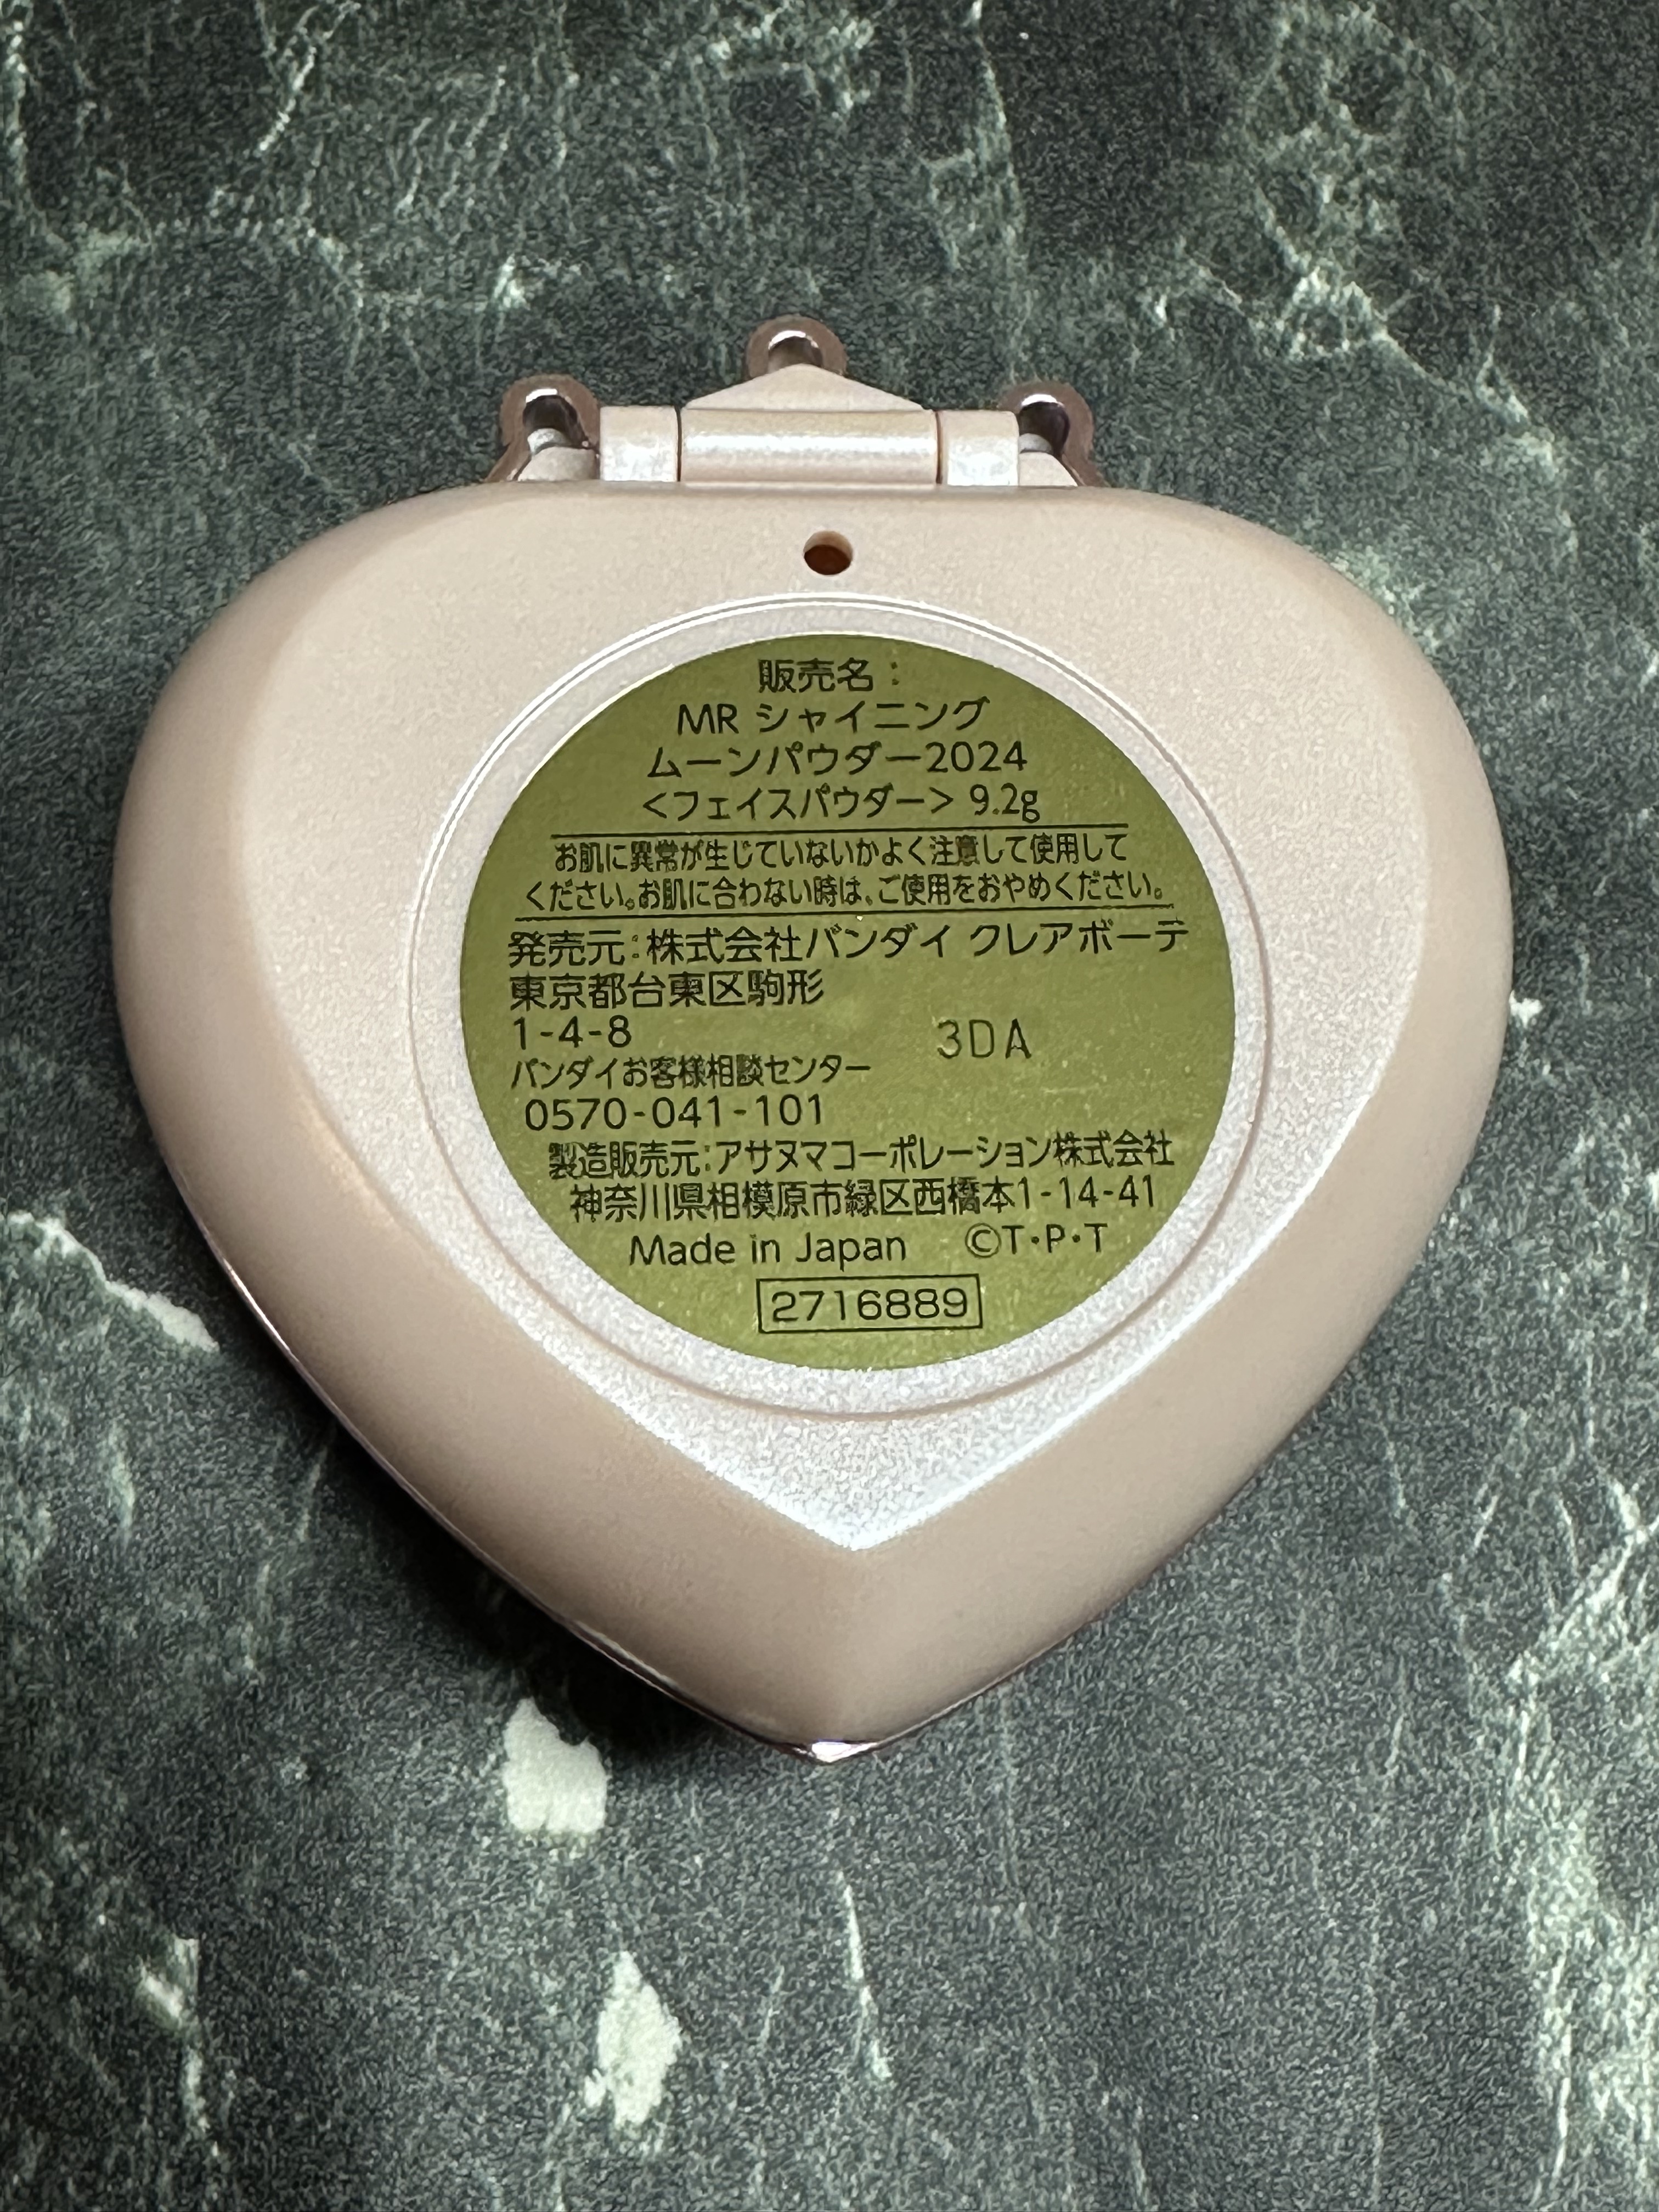 販売名：
MR シャイニング
ムーンパウダー2024
＜フェイスパウダー＞ 9.2g
お肌に異常が生じていないかよく注意して使用して
ください。お肌に合わない時は、ご使用をおやめください。
発売元：株式会社バンダイ クレアボーテ
東京都台東区駒形
1-4-8
3DA
バンダイお客様相談センター
0570-041-101
製造販売元：アサヌマコーポレーション株式会社
神奈川県相模原市緑区西橋本1-14-41
Made in Japan ©T・P・T
2716889